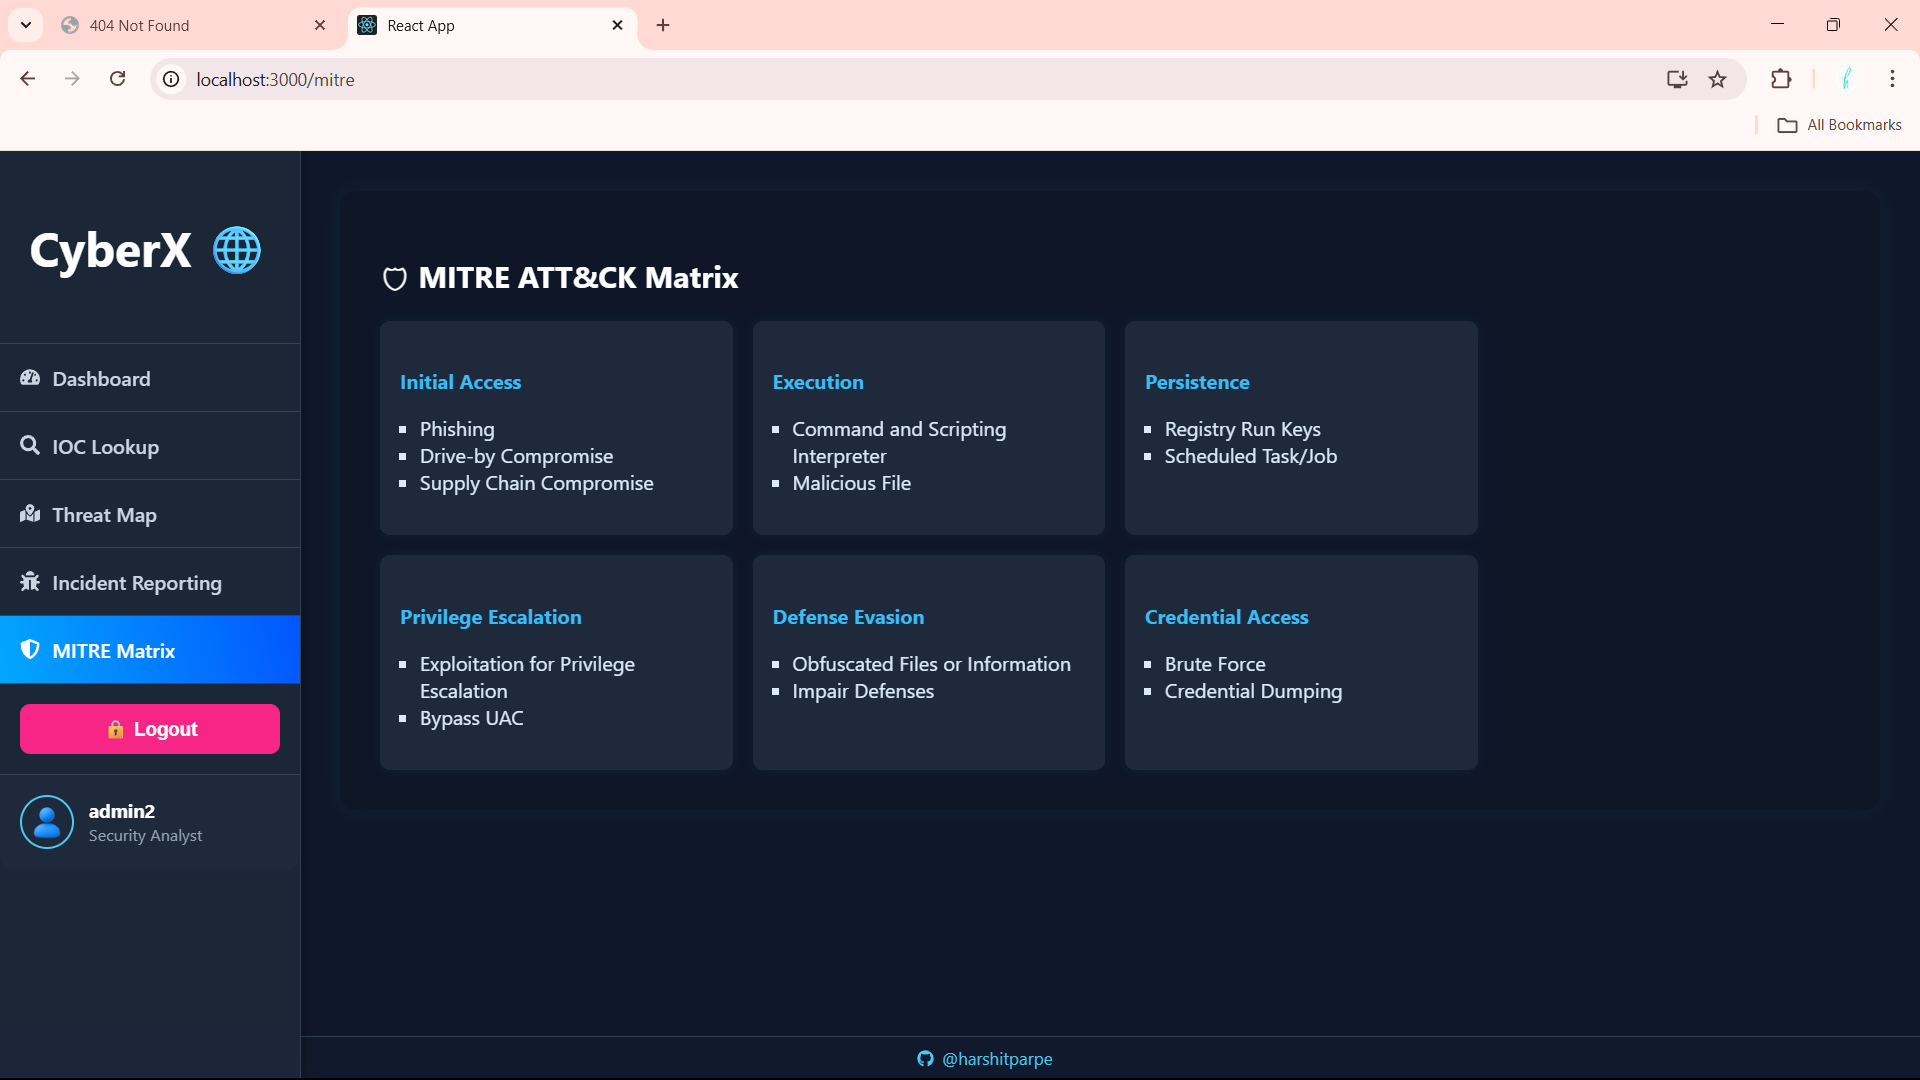 404 Not Found
React App
localhost:3000/mitre
All Bookmarks
CyberX
Dashboard
IOC Lookup
Threat Map
Incident Reporting
MITRE Matrix
Logout
admin2
Security Analyst
MITRE ATT&CK Matrix
Initial Access
Phishing
Drive-by Compromise
Supply Chain Compromise
Execution
Command and Scripting
Interpreter
Malicious File
Persistence
Registry Run Keys
Scheduled Task/Job
Privilege Escalation
Exploitation for Privilege
Escalation
Bypass UAC
Defense Evasion
Obfuscated Files or Information
Impair Defenses
Credential Access
Brute Force
Credential Dumping
@harshitparpe